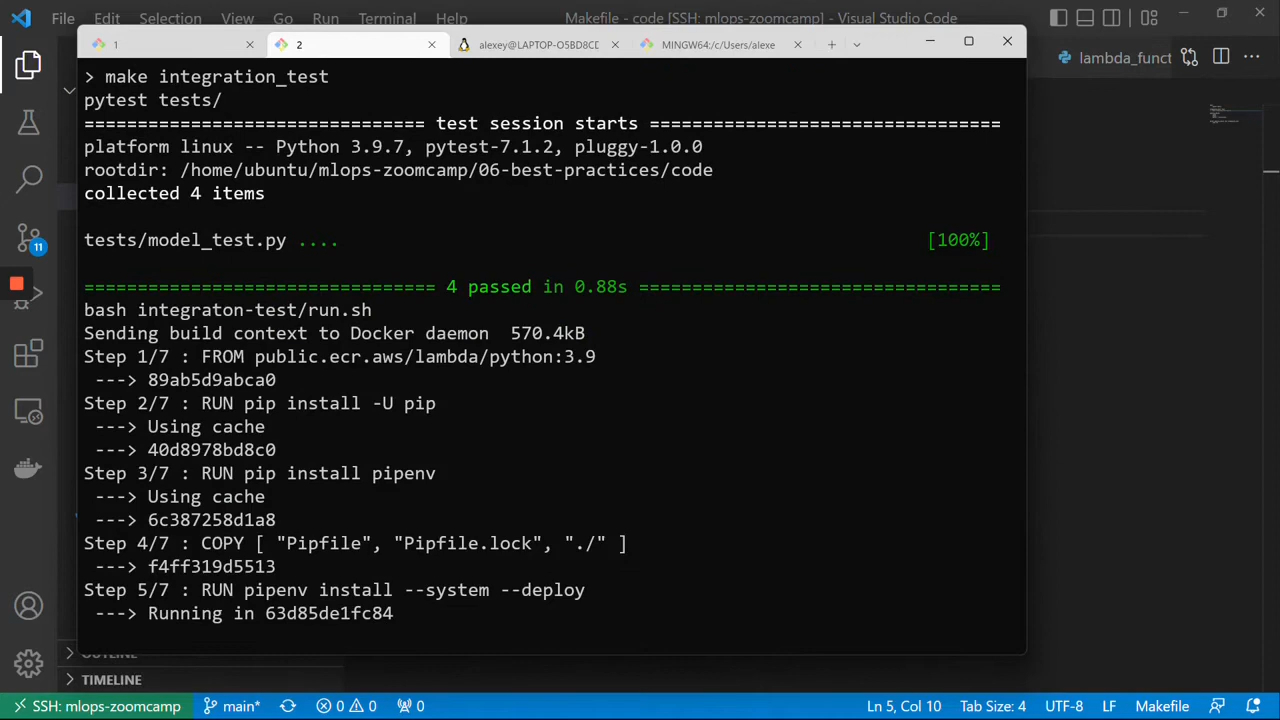 File Edit Selection View Go Run Terminal Help Makefile - code [SSH: mlops-zoomcamp] - Visual Studio Code
1 2 alexey@LAPTOP-O5BD8CD MINGW64:/c/Users/alexe
lambda_funct
> make integration_test
pytest tests/
============================== test session starts ===============================
platform linux -- Python 3.9.7, pytest-7.1.2, pluggy-1.0.0
rootdir: /home/ubuntu/mlops-zoomcamp/06-best-practices/code
collected 4 items
tests/model_test.py .... [100%]
================================ 4 passed in 0.88s =================================
bash integraton-test/run.sh
Sending build context to Docker daemon 570.4kB
Step 1/7 : FROM public.ecr.aws/lambda/python:3.9
---> 89ab5d9abca0
Step 2/7 : RUN pip install -U pip
---> Using cache
---> 40d8978bd8c0
Step 3/7 : RUN pip install pipenv
---> Using cache
---> 6c387258d1a8
Step 4/7 : COPY [ "Pipfile", "Pipfile.lock", "./" ]
---> f4ff319d5513
Step 5/7 : RUN pipenv install --system --deploy
---> Running in 63d85de1fc84
11
OUTLINE
TIMELINE
SSH: mlops-zoomcamp main* 0 0 0 Ln 5, Col 10 Tab Size: 4 UTF-8 LF Makefile